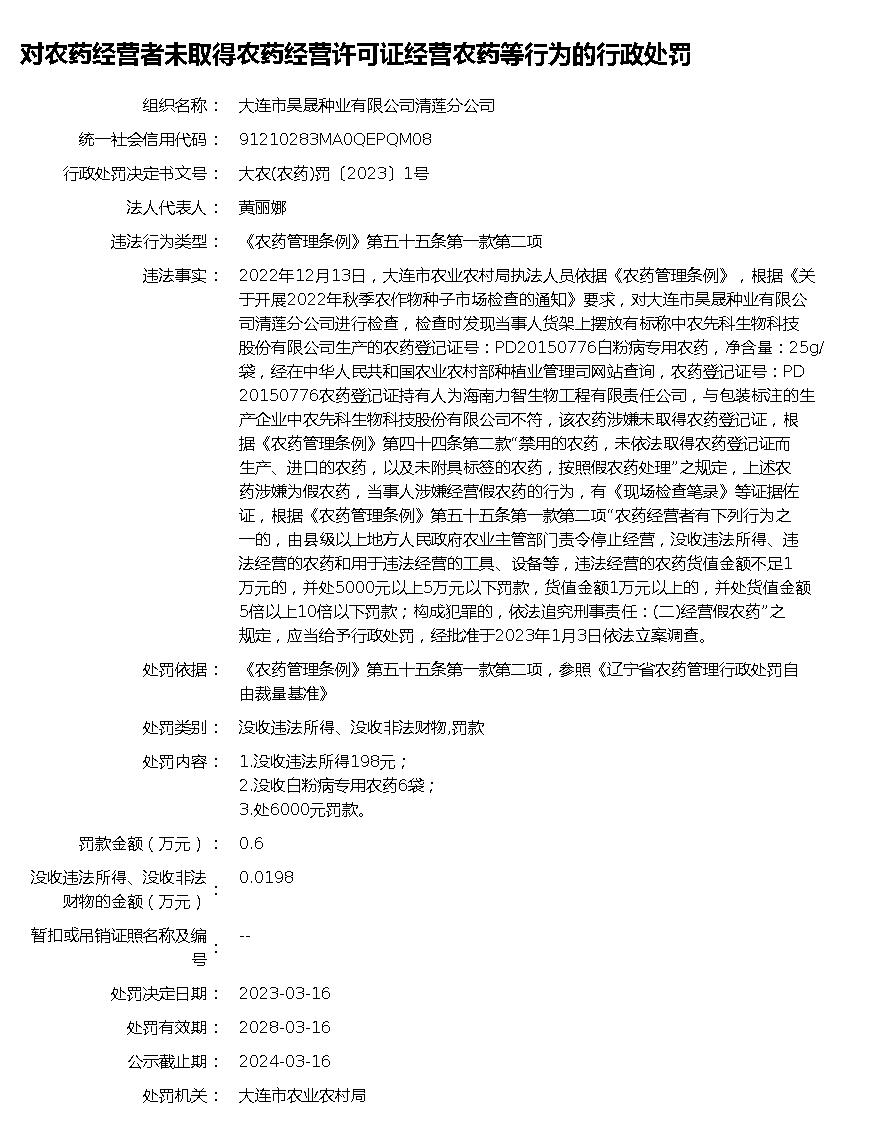 对农药经营者未取得农药经营许可证经营农药等行为的行政处罚
组织名称： 大连市昊晟种业有限公司清莲分公司
统一社会信用代码： 91210283MA0QEPQM08
行政处罚决定书文号： 大农(农药)罚〔2023〕1号
法人代表人： 黄丽娜
违法行为类型： 《农药管理条例》第五十五条第一款第二项
违法事实： 2022年12月13日，大连市农业农村局执法人员依据《农药管理条例》，根据《关
于开展2022年秋季农作物种子市场检查的通知》要求，对大连市昊晟种业有限公
司清莲分公司进行检查，检查时发现当事人货架上摆放有标称中农先科生物科技
股份有限公司生产的农药登记证号：PD20150776白粉病专用农药，净含量：25g/
袋，经在中华人民共和国农业农村部种植业管理司网站查询，农药登记证号：PD
20150776农药登记证持有人为海南力智生物工程有限责任公司，与包装标注的生
产企业中农先科生物科技股份有限公司不符，该农药涉嫌未取得农药登记证，根
据《农药管理条例》第四十四条第二款“禁用的农药，未依法取得农药登记证而
生产、进口的农药，以及未附具标签的农药，按照假农药处理”之规定，上述农
药涉嫌为假农药，当事人涉嫌经营假农药的行为，有《现场检查笔录》等证据佐
证，根据《农药管理条例》第五十五条第一款第二项“农药经营者有下列行为之
一的，由县级以上地方人民政府农业主管部门责令停止经营，没收违法所得、违
法经营的农药和用于违法经营的工具、设备等，违法经营的农药货值金额不足1
万元的，并处5000元以上5万元以下罚款，货值金额1万元以上的，并处货值金额
5倍以上10倍以下罚款；构成犯罪的，依法追究刑事责任：(二)经营假农药”之
规定，应当给予行政处罚，经批准于2023年1月3日依法立案调查。
处罚依据： 《农药管理条例》第五十五条第一款第二项，参照《辽宁省农药管理行政处罚自
由裁量基准》
处罚类别： 没收违法所得、没收非法财物,罚款
处罚内容： 1.没收违法所得198元；
2.没收白粉病专用农药6袋；
3.处6000元罚款。
罚款金额（万元）： 0.6
没收违法所得、没收非法
财物的金额（万元）： 0.0198
暂扣或吊销证照名称及编
号： --
处罚决定日期： 2023-03-16
处罚有效期： 2028-03-16
公示截止期： 2024-03-16
处罚机关： 大连市农业农村局